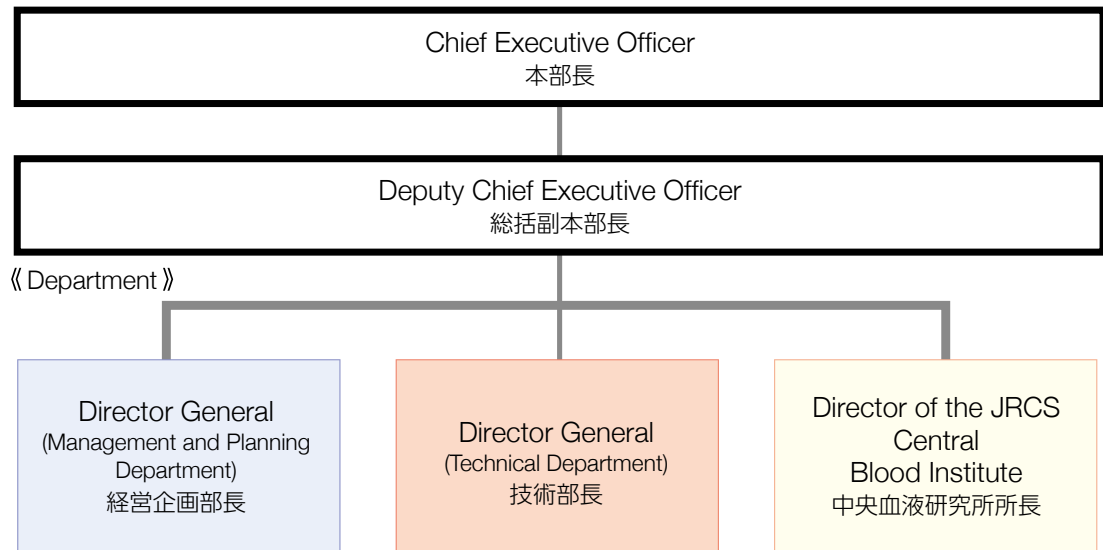 Chief Executive Officer
本部長
Deputy Chief Executive Officer
総括副本部長
《Department》
Director General
(Management and Planning
Department)
経営企画部長
Director General
(Technical Department)
技術部長
Director of the JRCS
Central
Blood Institute
中央血液研究所所長